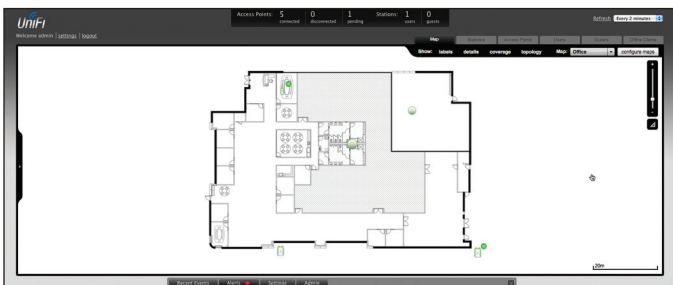 UniFi
Welcome admin | settings | logout
Access Points: 5 connected 0 disconnected 1 pending Stations: 1 users 0 guests
Refresh Every 2 minutes
Map Statistics Access Points Users Guests Offline Clients
Show: labels details coverage topology Map: Office configure maps
20m
Recent Events Alerts Settings Admin